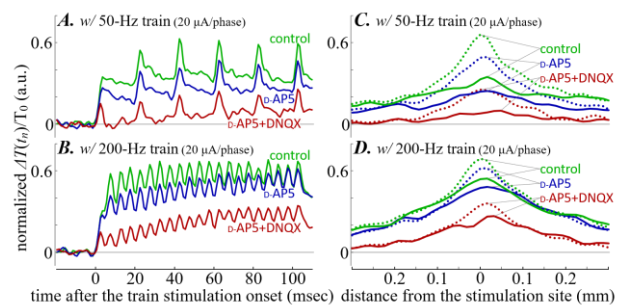 A. w/ 50-Hz train (20 μA/phase)
control
D-AP5
D-AP5+DNQX
0.6
0
B. w/ 200-Hz train (20 μA/phase)
control
D-AP5
D-AP5+DNQX
0.6
0
normalized ΔT(tn)/T0 (a.u.)
0 20 40 60 80 100
time after the train stimulation onset (msec)
C. w/ 50-Hz train (20 μA/phase)
control
D-AP5
D-AP5+DNQX
0.6
0
D. w/ 200-Hz train (20 μA/phase)
control
D-AP5
D-AP5+DNQX
0.6
0
0.2 0.1 0 0.1 0.2
distance from the stimulation site (mm)